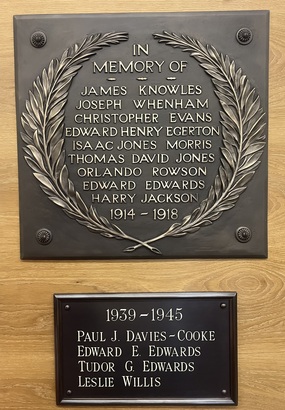 IN
MEMORY OF
JAMES KNOWLES
JOSEPH WHENHAM
CHRISTOPHER EVANS
EDWARD HENRY EGERTON
ISAAC JONES MORRIS
THOMAS DAVID JONES
ORLANDO ROWSON
EDWARD EDWARDS
HARRY JACKSON
1914 - 1918
1939-1945
PAUL J. DAVIES-COOKE
EDWARD E. EDWARDS
TUDOR G. EDWARDS
LESLIE WILLIS